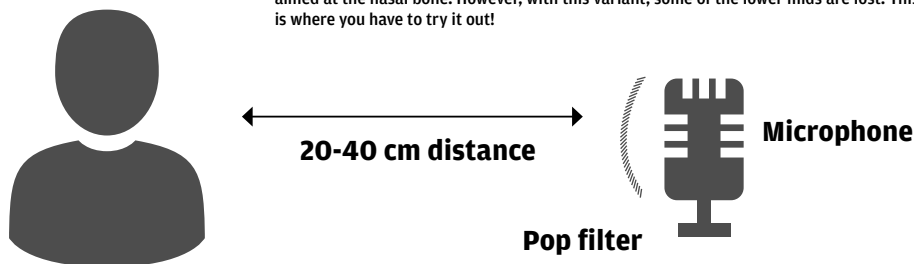 aimed at the nasal bone. However, with this variant, some of the lower mids are lost.
is where you have to try it out!
20-40 cm distance
Microphone
Pop filter